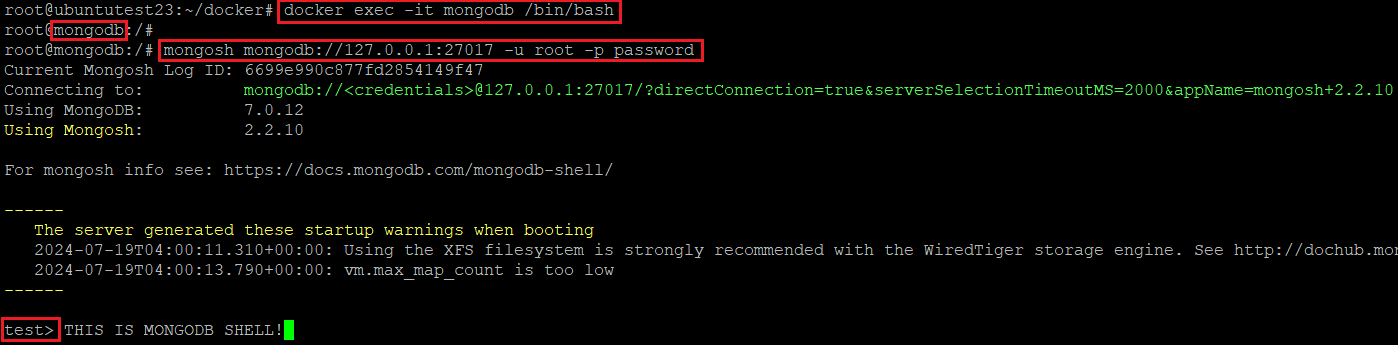 root@ubuntutest23:~/docker# docker exec -it mongodb /bin/bash
root@mongodb:/#
root@mongodb:/# mongosh mongodb://127.0.0.1:27017 -u root -p password
Current Mongosh Log ID: 6699e990c877fd2854149f47
Connecting to:          mongodb://<credentials>@127.0.0.1:27017/?directConnection=true&serverSelectionTimeoutMS=2000&appName=mongosh+2.2.10
Using MongoDB:          7.0.12
Using Mongosh:          2.2.10
For mongosh info see: https://docs.mongodb.com/mongodb-shell/
------
   The server generated these startup warnings when booting
   2024-07-19T04:00:11.310+00:00: Using the XFS filesystem is strongly recommended with the WiredTiger storage engine. See http://dochub.mon
   2024-07-19T04:00:13.790+00:00: vm.max_map_count is too low
------
test> THIS IS MONGODB SHELL!